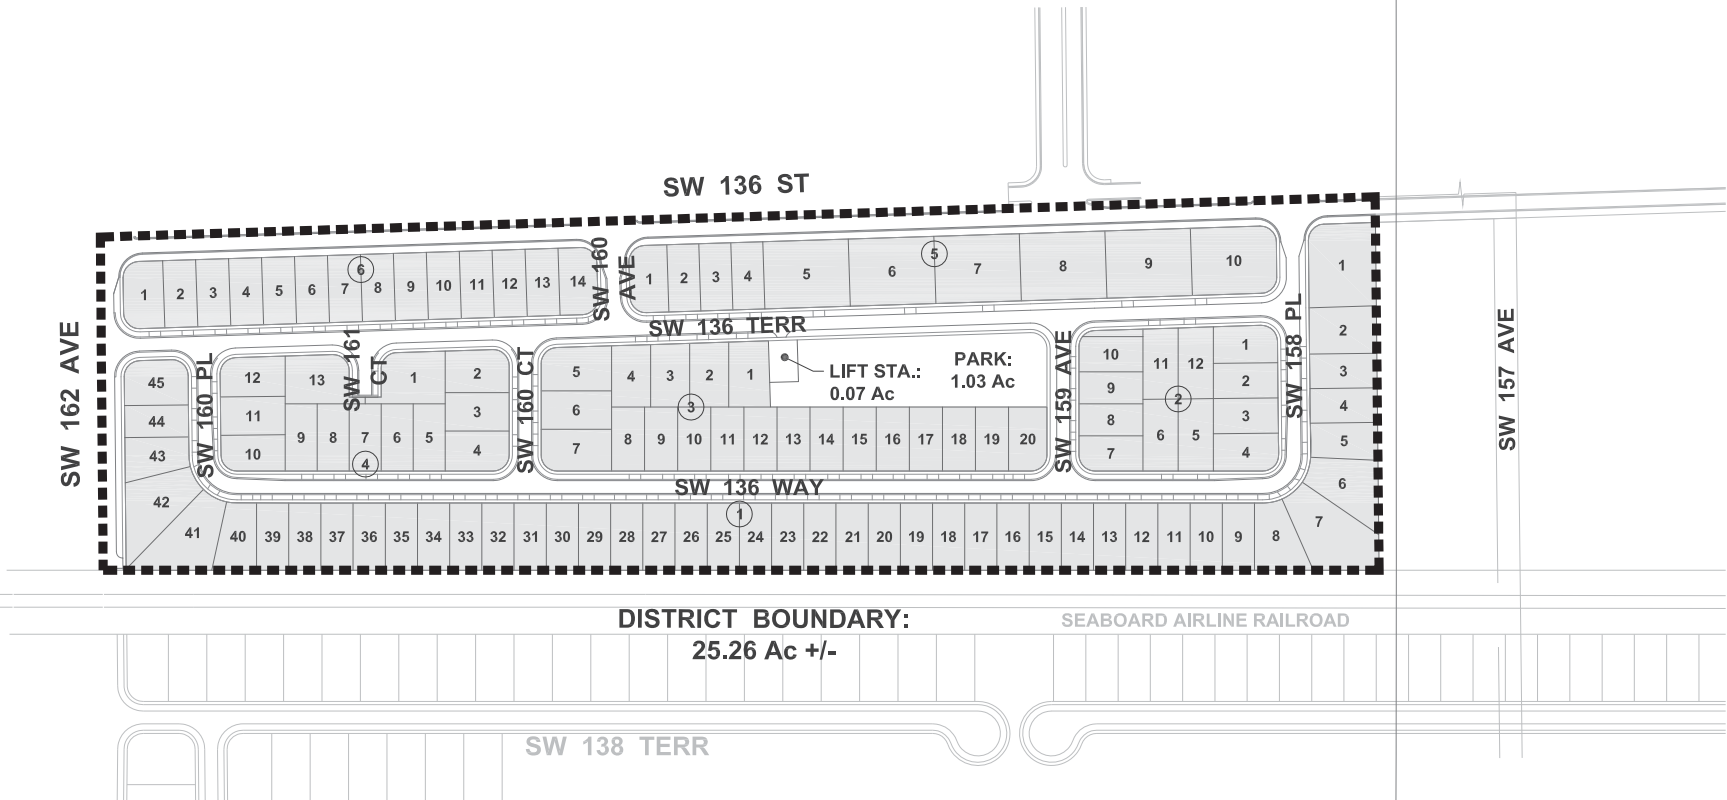 SW 136 ST
SW 162 AVE
SW 160
AVE
SW 157 AVE
6
1 2 3 4 5 6 7 8 9 10 11 12 13 14
5
1 2 3 4 5 6 7 8 9 10
SW 136 TERR
SW 158 PL
1
2
3
4
5
6
7
45
44
43
42
41
SW 160 PL
12
11
10
13
SW 161
CT
1
2
3
4
9 8 7 6 5
4
SW 160 CT
5
6
7
4 3 2 1
3
8 9 10 11 12 13 14 15 16 17 18 19 20
LIFT STA.:
0.07 Ac
PARK:
1.03 Ac
SW 159 AVE
10
9
8
7
11 12
2
6 5
1
2
3
4
SW 136 WAY
1
40 39 38 37 36 35 34 33 32 31 30 29 28 27 26 25 24 23 22 21 20 19 18 17 16 15 14 13 12 11 10 9 8
DISTRICT BOUNDARY:
25.26 Ac +/-
SEABOARD AIRLINE RAILROAD
SW 138 TERR